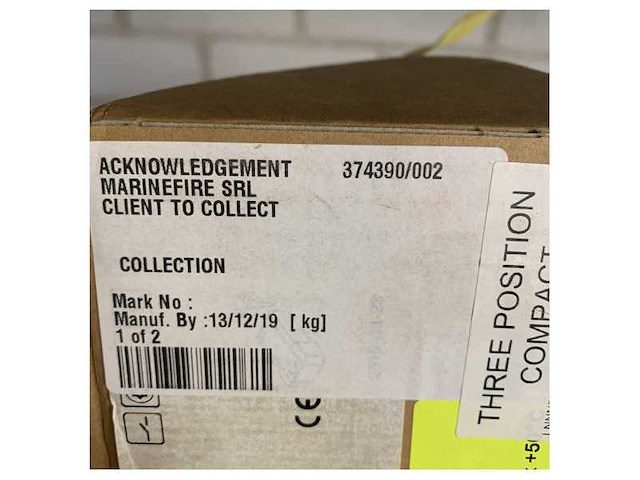 ACKNOWLEDGEMENT 374390/002
MARINEFIRE SRL
CLIENT TO COLLECT
COLLECTION
Mark No :
Manuf. By :13/12/19 [ kg]
1 of 2
CE
THREE POSITION
COMPACT
+50